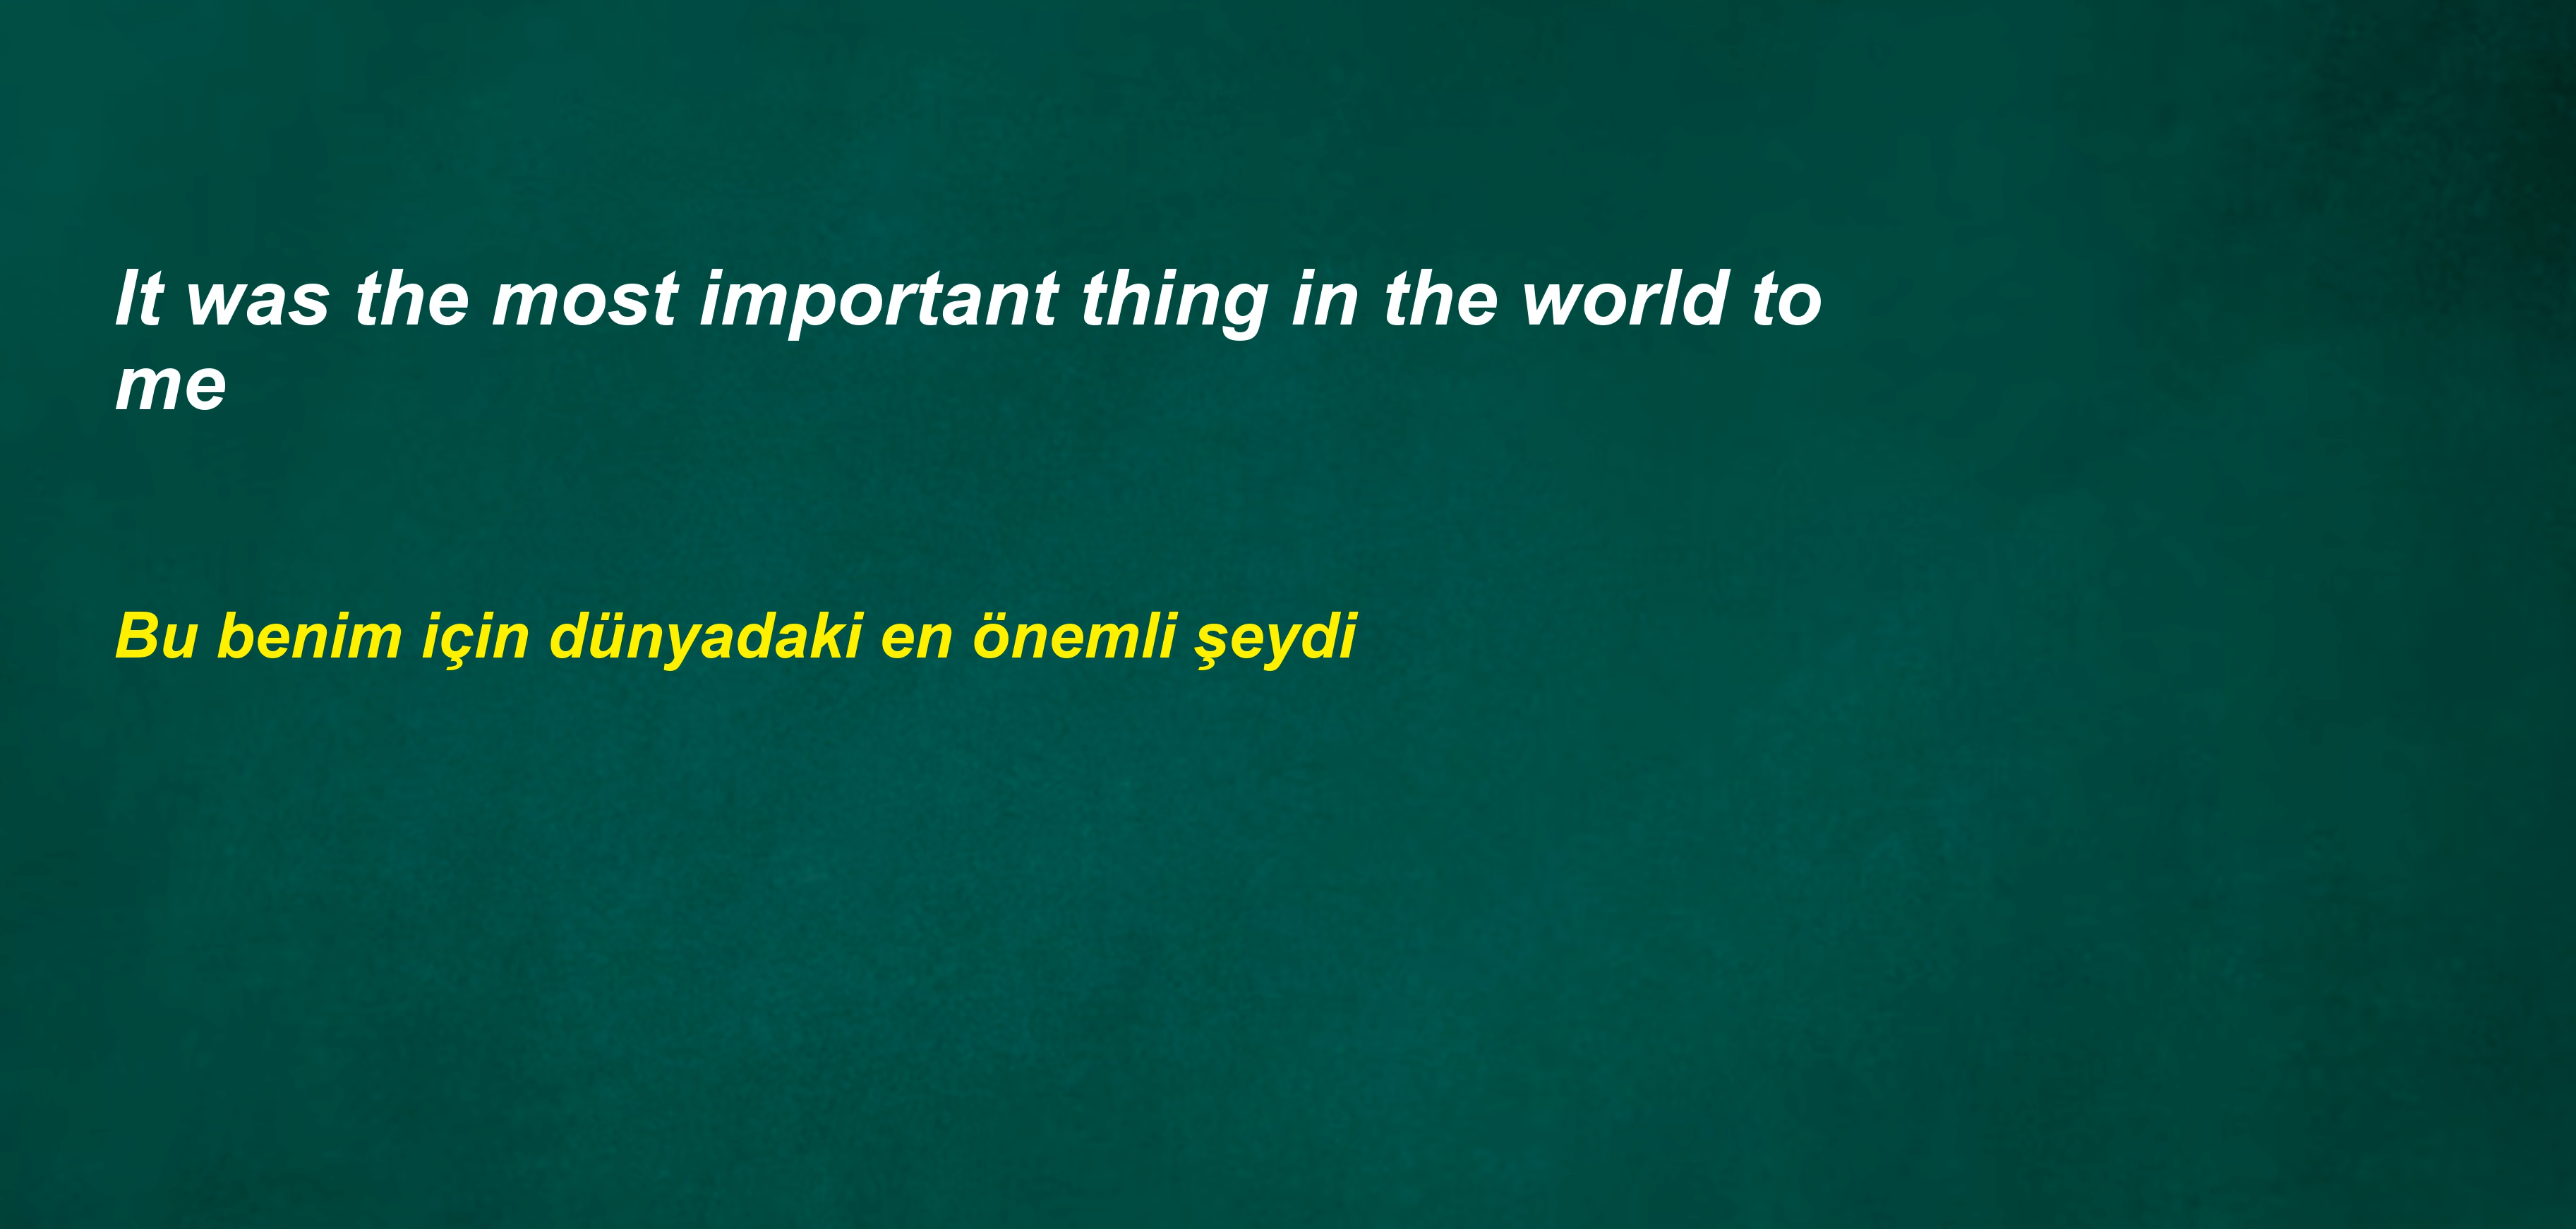 It was the most important thing in the world to
me
Bu benim için dünyadaki en önemli şeydi